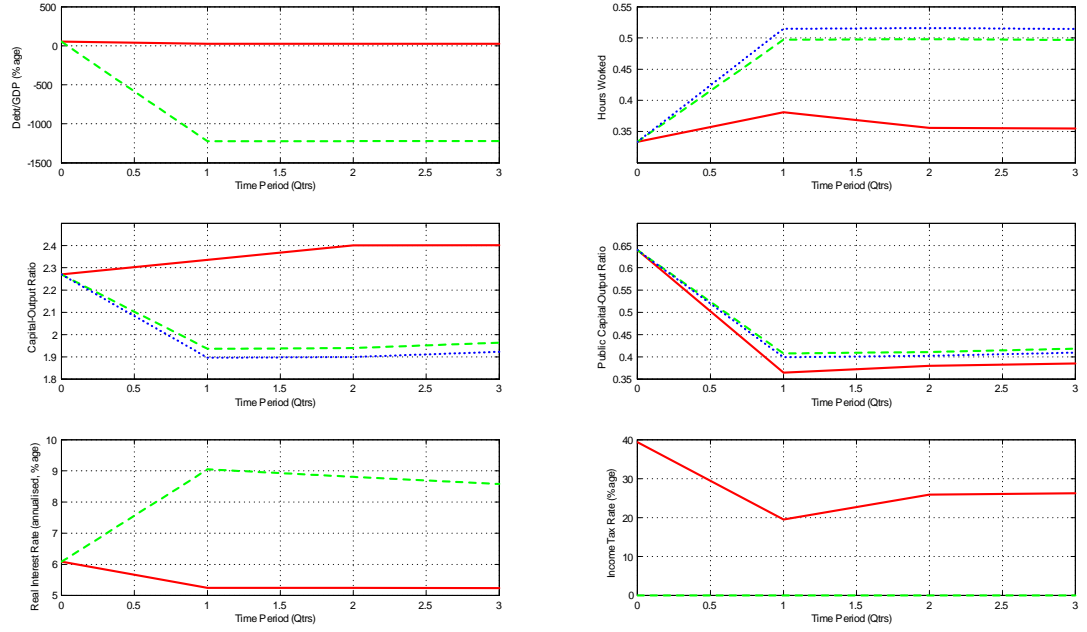 500
0
-500
-1000
-1500
Debt/GDP (%age)
0 0.5 1 1.5 2 2.5 3
Time Period (Qtrs)
0.55
0.5
0.45
0.4
0.35
Hours Worked
0 0.5 1 1.5 2 2.5 3
Time Period (Qtrs)
2.4
2.3
2.2
2.1
2
1.9
1.8
Capital-Output Ratio
0 0.5 1 1.5 2 2.5 3
Time Period (Qtrs)
0.65
0.6
0.55
0.5
0.45
0.4
0.35
Public Capital-Output Ratio
0 0.5 1 1.5 2 2.5 3
Time Period (Qtrs)
10
9
8
7
6
5
Real Interest Rate (annualised, %age)
0 0.5 1 1.5 2 2.5 3
Time Period (Qtrs)
40
30
20
10
0
Income Tax Rate (%age)
0 0.5 1 1.5 2 2.5 3
Time Period (Qtrs)